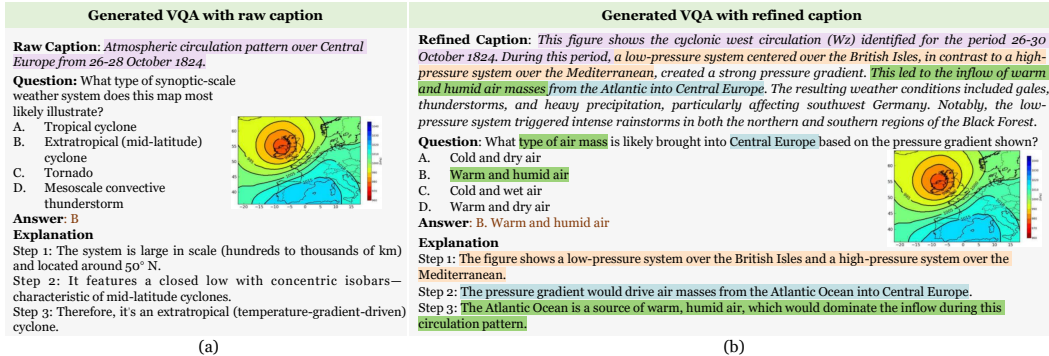 Generated VQA with raw caption
Raw Caption: Atmospheric circulation pattern over Central
Europe from 26-28 October 1824.
Question: What type of synoptic-scale
weather system does this map most
likely illustrate?
A. Tropical cyclone
B. Extratropical (mid-latitude)
cyclone
C. Tornado
D. Mesoscale convective
thunderstorm
Answer: B
Explanation
Step 1: The system is large in scale (hundreds to thousands of km)
and located around 50° N.
Step 2: It features a closed low with concentric isobars—
characteristic of mid-latitude cyclones.
Step 3: Therefore, it's an extratropical (temperature-gradient-driven)
cyclone.
(a)
Generated VQA with refined caption
Refined Caption: This figure shows the cyclonic west circulation (Wz) identified for the period 26-30
October 1824. During this period, a low-pressure system centered over the British Isles, in contrast to a high-
pressure system over the Mediterranean, created a strong pressure gradient. This led to the inflow of warm
and humid air masses from the Atlantic into Central Europe. The resulting weather conditions included gales,
thunderstorms, and heavy precipitation, particularly affecting southwest Germany. Notably, the low-
pressure system triggered intense rainstorms in both the northern and southern regions of the Black Forest.
Question: What type of air mass is likely brought into Central Europe based on the pressure gradient shown?
A. Cold and dry air
B. Warm and humid air
C. Cold and wet air
D. Warm and dry air
Answer: B. Warm and humid air
Explanation
Step 1: The figure shows a low-pressure system over the British Isles and a high-pressure system over the
Mediterranean.
Step 2: The pressure gradient would drive air masses from the Atlantic Ocean into Central Europe.
Step 3: The Atlantic Ocean is a source of warm, humid air, which would dominate the inflow during this
circulation pattern.
(b)